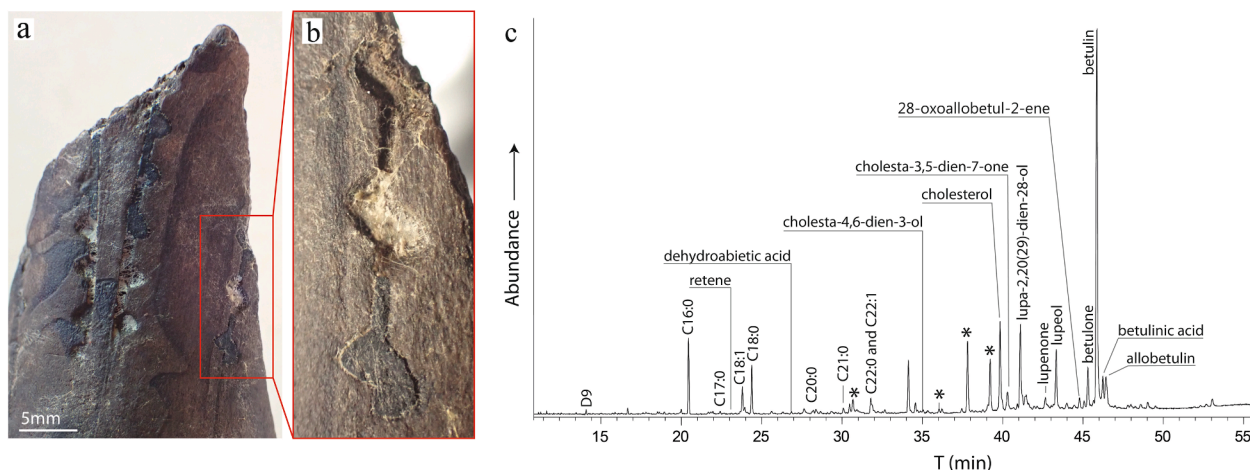 a
b
c
5mm
Abundance
T (min)
15
20
25
30
35
40
45
50
55
D9
C16:0
retene
C17:0
C18:1
C18:0
dehydroabietic acid
C20:0
C21:0
*
C22:0 and C22:1
cholesta-4,6-dien-3-ol
*
*
*
cholesterol
cholesta-3,5-dien-7-one
lupa-2,20(29)-dien-28-ol
lupenone
lupeol
28-oxoallobetul-2-ene
betulone
betulin
betulinic acid
allobetulin